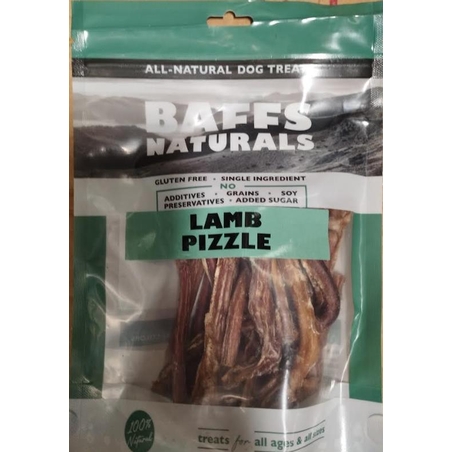 ALL-NATURAL DOG TREATS
BAFFS
NATURALS
GLUTEN FREE • SINGLE INGREDIENT
NO
ADDITIVES • GRAINS • SOY
PRESERVATIVES • ADDED SUGAR
LAMB
PIZZLE
100%
Natural
treats for all ages & all sizes